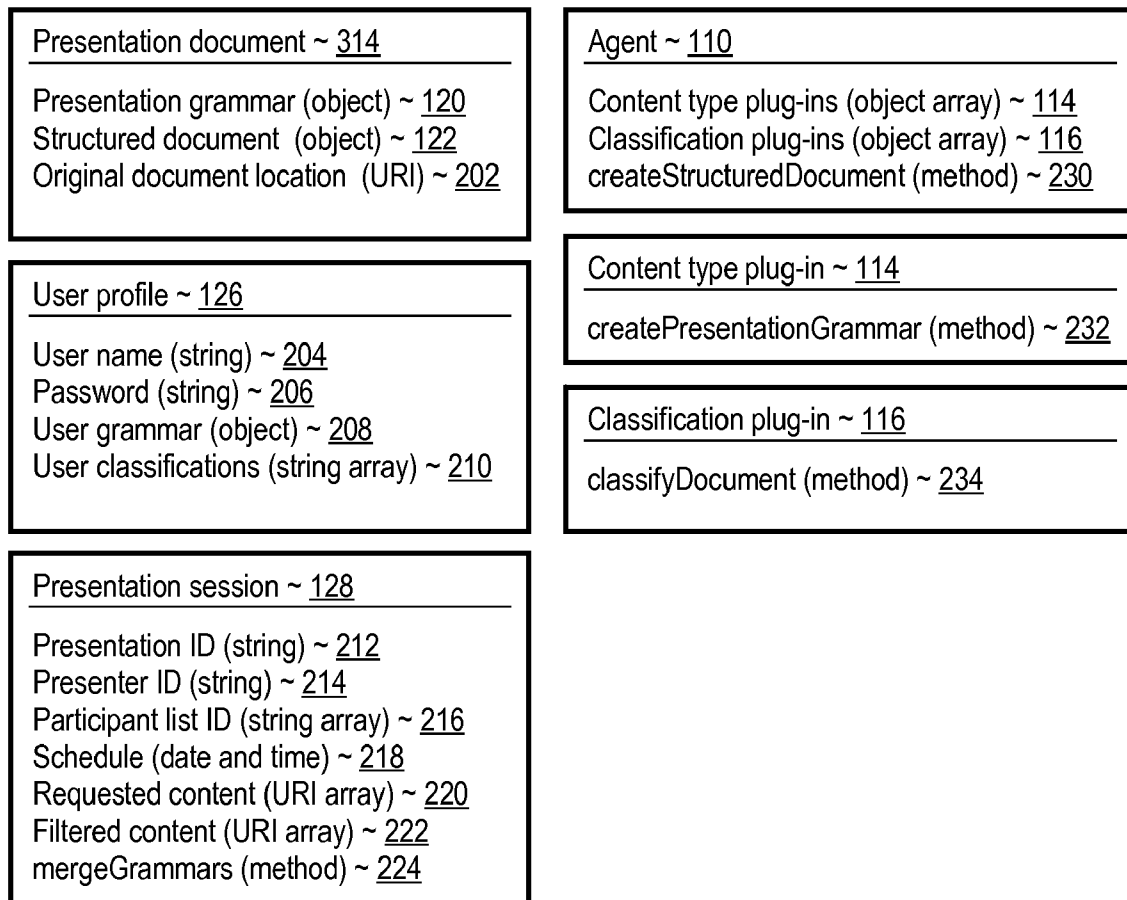 Presentation document ~ 314
Presentation grammar (object) ~ 120
Structured document (object) ~ 122
Original document location (URI) ~ 202
User profile ~ 126
User name (string) ~ 204
Password (string) ~ 206
User grammar (object) ~ 208
User classifications (string array) ~ 210
Presentation session ~ 128
Presentation ID (string) ~ 212
Presenter ID (string) ~ 214
Participant list ID (string array) ~ 216
Schedule (date and time) ~ 218
Requested content (URI array) ~ 220
Filtered content (URI array) ~ 222
mergeGrammars (method) ~ 224
Agent ~ 110
Content type plug-ins (object array) ~ 114
Classification plug-ins (object array) ~ 116
createStructuredDocument (method) ~ 230
Content type plug-in ~ 114
createPresentationGrammar (method) ~ 232
Classification plug-in ~ 116
classifyDocument (method) ~ 234